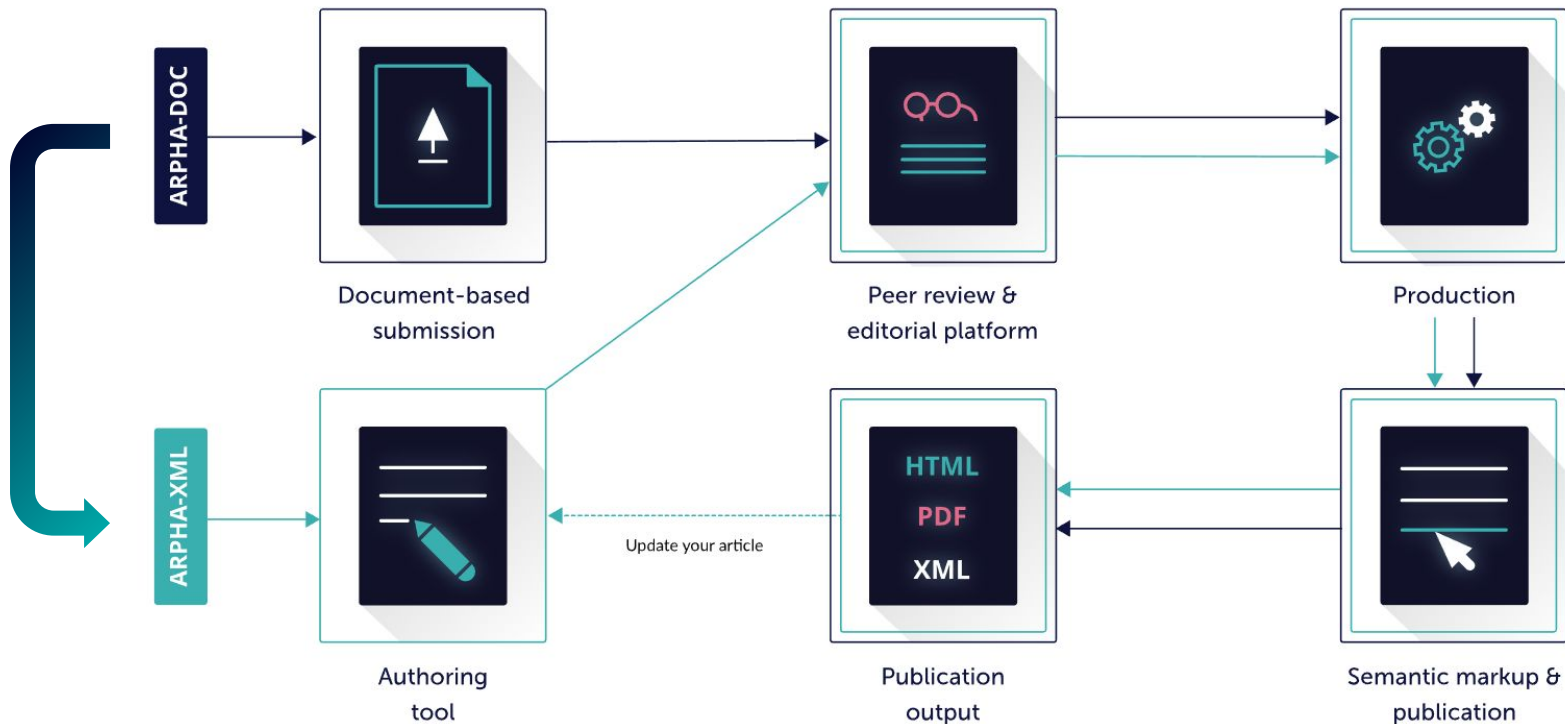 ARPHA-DOC
Document-based
submission
Peer review &
editorial platform
Production
ARPHA-XML
Authoring
tool
Update your article
HTML
PDF
XML
Publication
output
Semantic markup &
publication